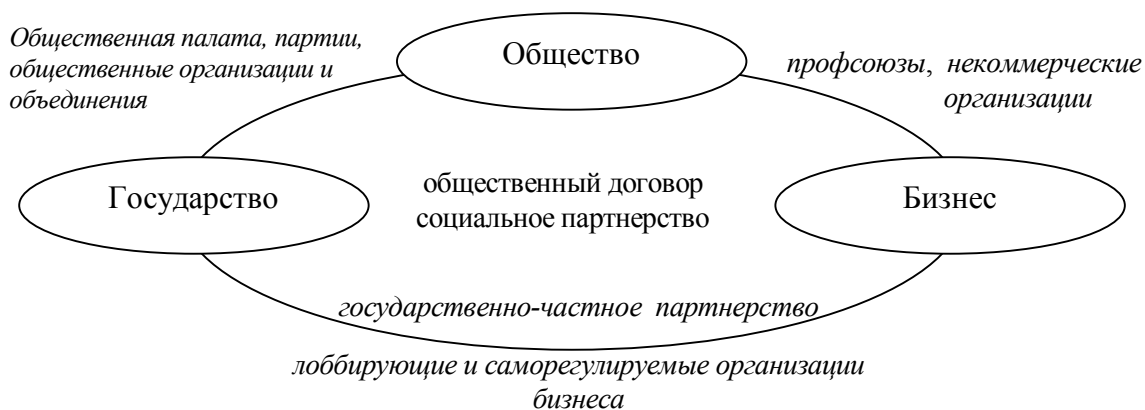 Общественная палата, партии,
общественные организации и
объединения
Общество
профсоюзы, некоммерческие
организации
Государство
общественный договор
социальное партнерство
Бизнес
государственно-частное партнерство
лоббирующие и саморегулируемые организации
бизнеса